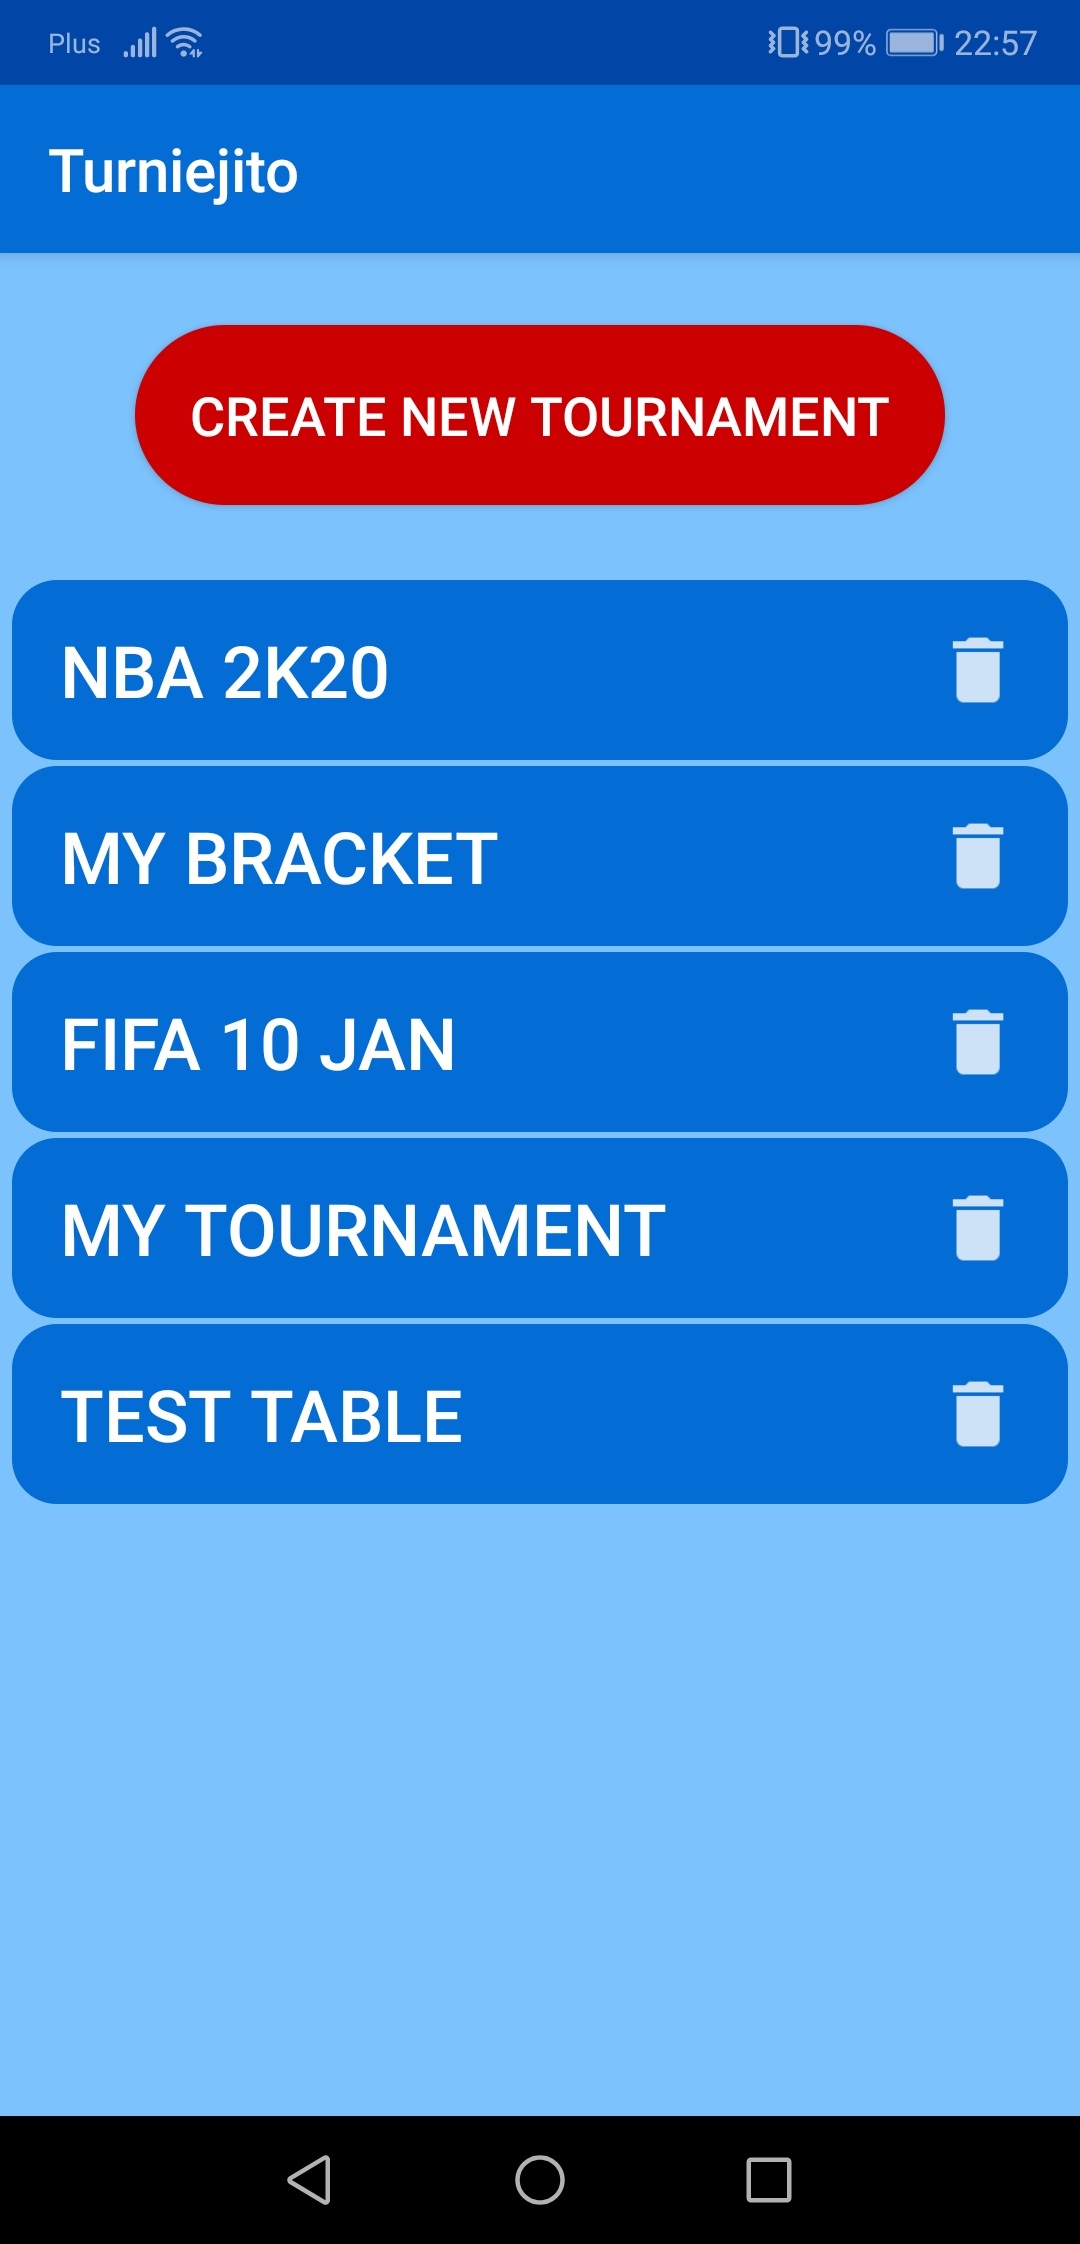 Plus 99% 22:57
Turniejito
CREATE NEW TOURNAMENT
NBA 2K20
MY BRACKET
FIFA 10 JAN
MY TOURNAMENT
TEST TABLE